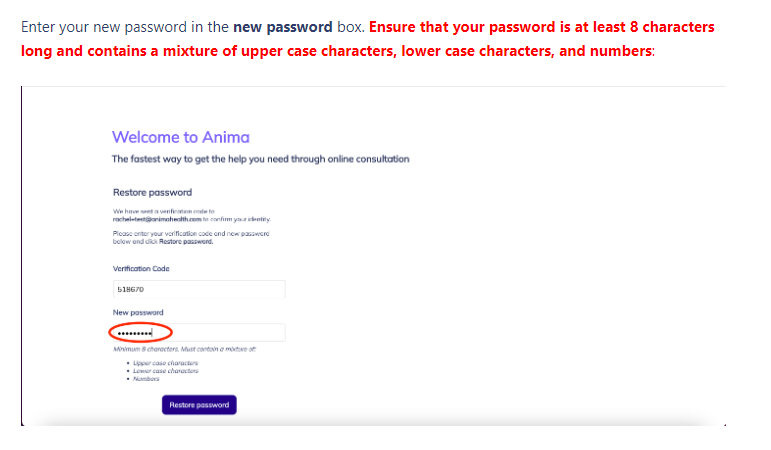 Enter your new password in the new password box. Ensure that your password is at least 8 characters
long and contains a mixture of upper case characters, lower case characters, and numbers:
Welcome to Anima
The fastest way to get the help you need through online consultation
Restore password
We have sent a verification code to
rachel+test@animahealth.com to confirm your identity.
Please enter your verification code and new password
below and click Restore password.
Verification Code
518670
New password
•••••••••
Minimum 8 characters. Must contain a mixture of:
• Upper case characters
• Lower case characters
• Numbers
Restore password